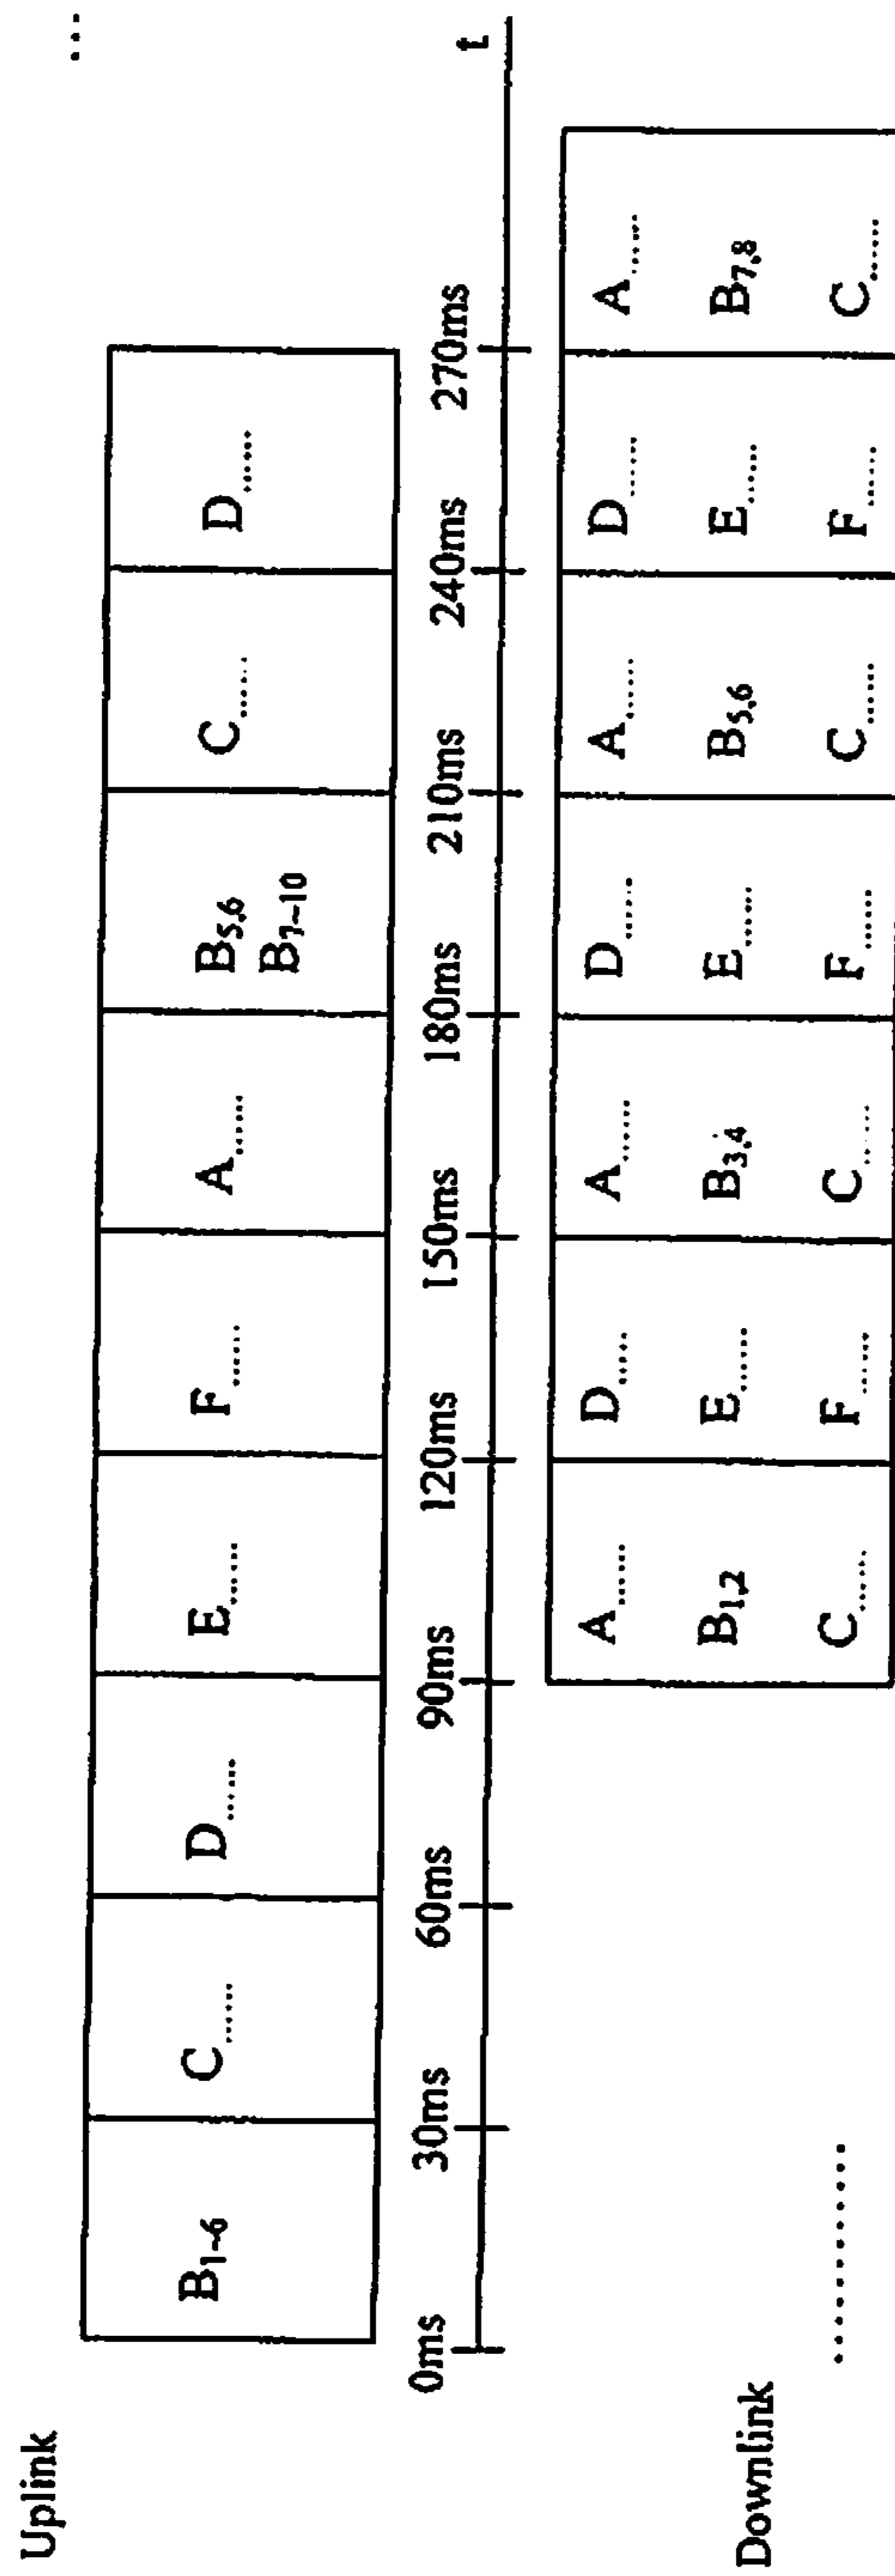 Uplink
...
B1~6
C......
D......
E......
F......
A......
B5,6
B7~10
C......
D......
0ms 30ms 60ms 90ms 120ms 150ms 180ms 210ms 240ms 270ms t
Downlink
............
A......
B1,2
C......
D......
E......
F......
A......
B3,4
C......
D......
E......
F......
A......
B5,6
C......
D......
E......
F......
A......
B7,8
C......